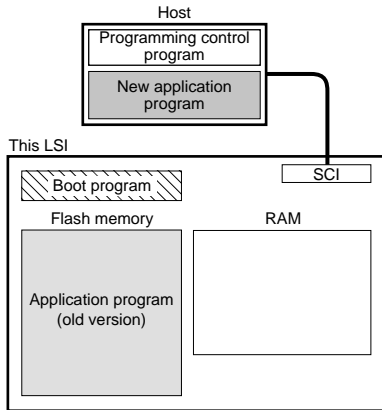 Host
Programming control
program
New application
program
This LSI
SCI
Boot program
Flash memory
RAM
Application program
(old version)